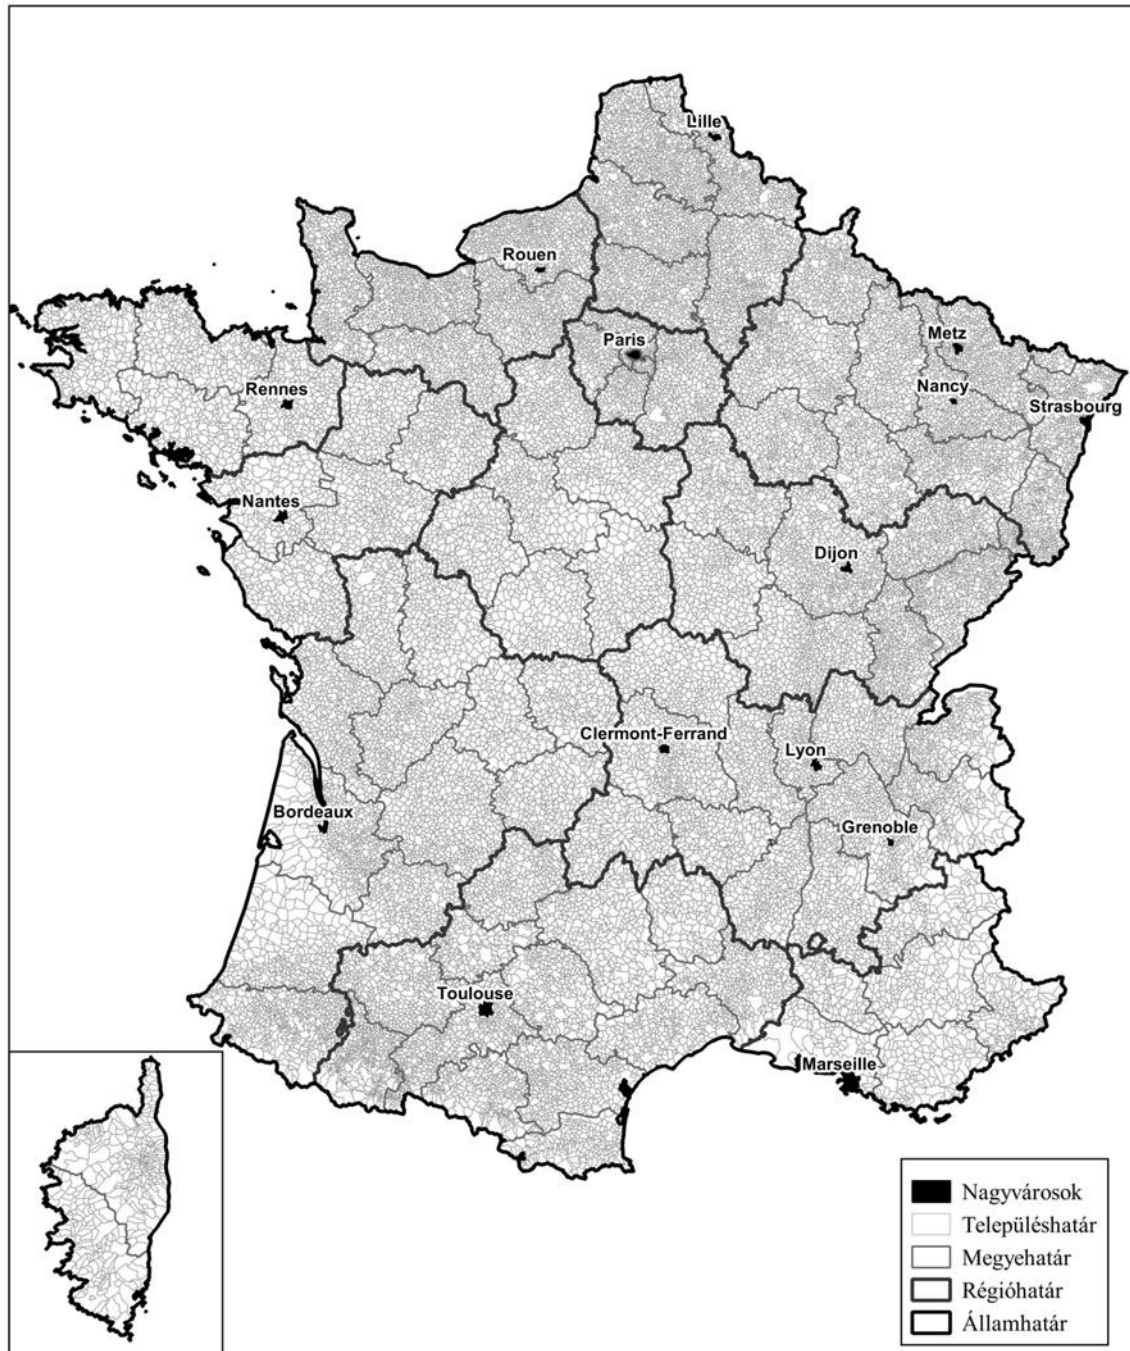 Lille
Rouen
Paris
Metz
Nancy
Strasbourg
Rennes
Nantes
Dijon
Clermont-Ferrand
Lyon
Bordeaux
Grenoble
Toulouse
Marseille
Nagyvárosok
Településhatár
Megyehatár
Régióhatár
Államhatár